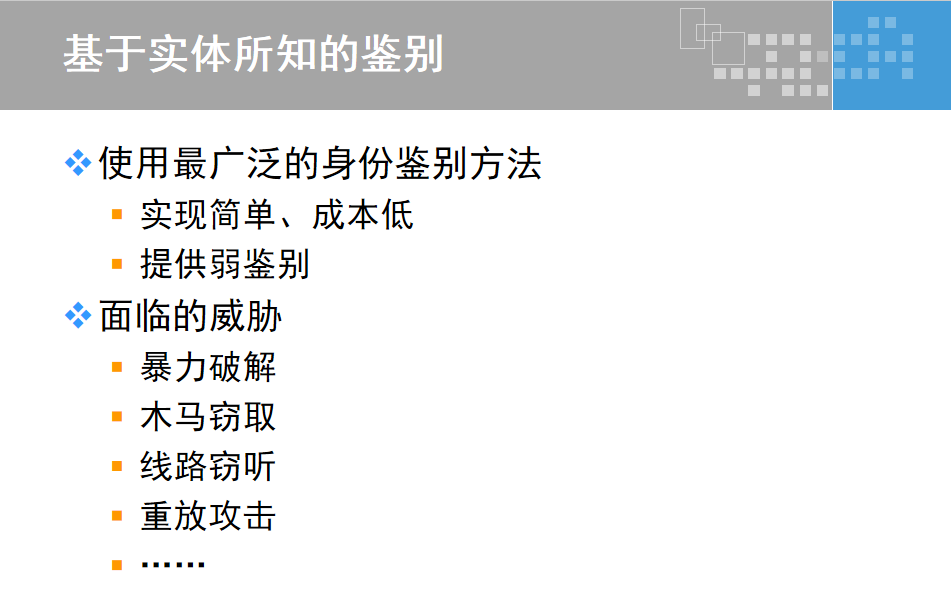 基于实体所知的鉴别
使用最广泛的身份鉴别方法
实现简单、成本低
提供弱鉴别
面临的威胁
暴力破解
木马窃取
线路窃听
重放攻击
……